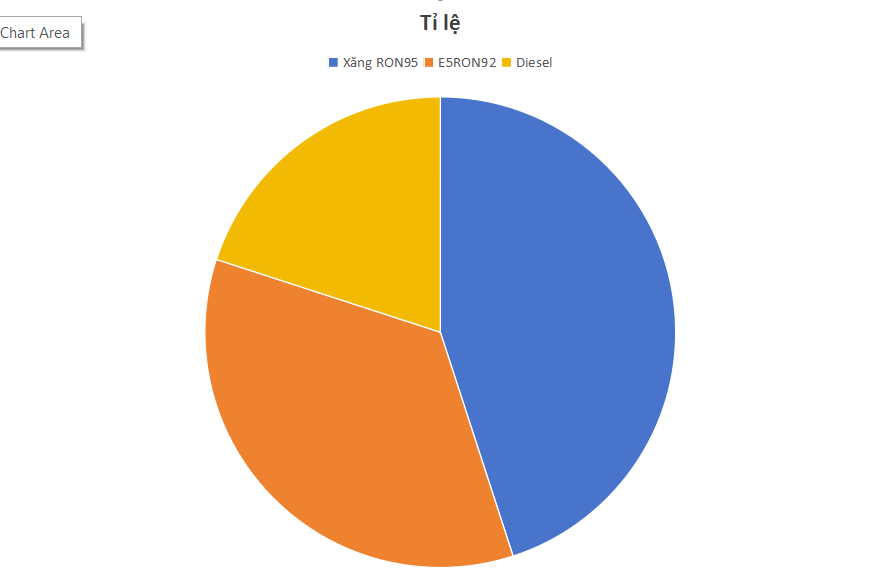 Chart Area
Tỉ lệ
Xăng RON95 E5RON92 Diesel